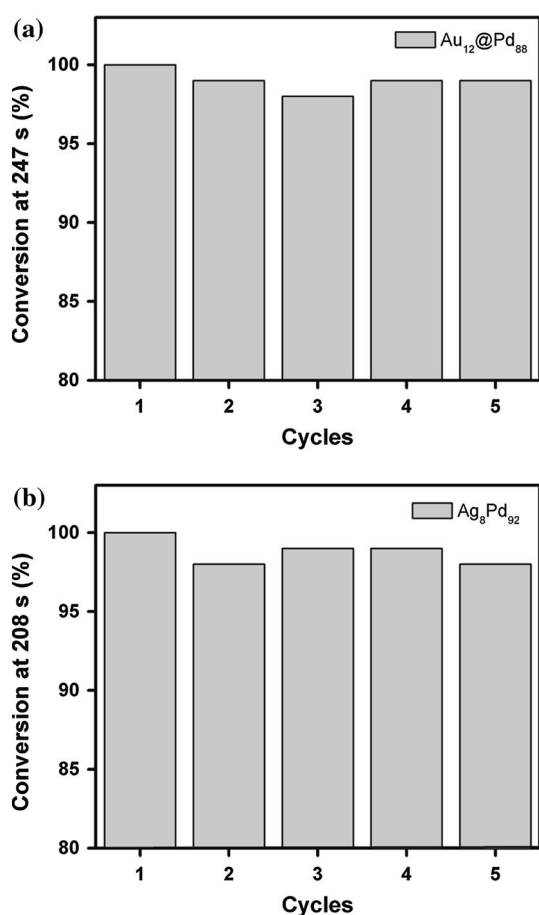 (a)
Au₁₂@Pd₈₈
Conversion at 247 s (%)
100
95
90
85
80
1 2 3 4 5
Cycles
(b)
Ag₈Pd₉₂
Conversion at 208 s (%)
100
95
90
85
80
1 2 3 4 5
Cycles